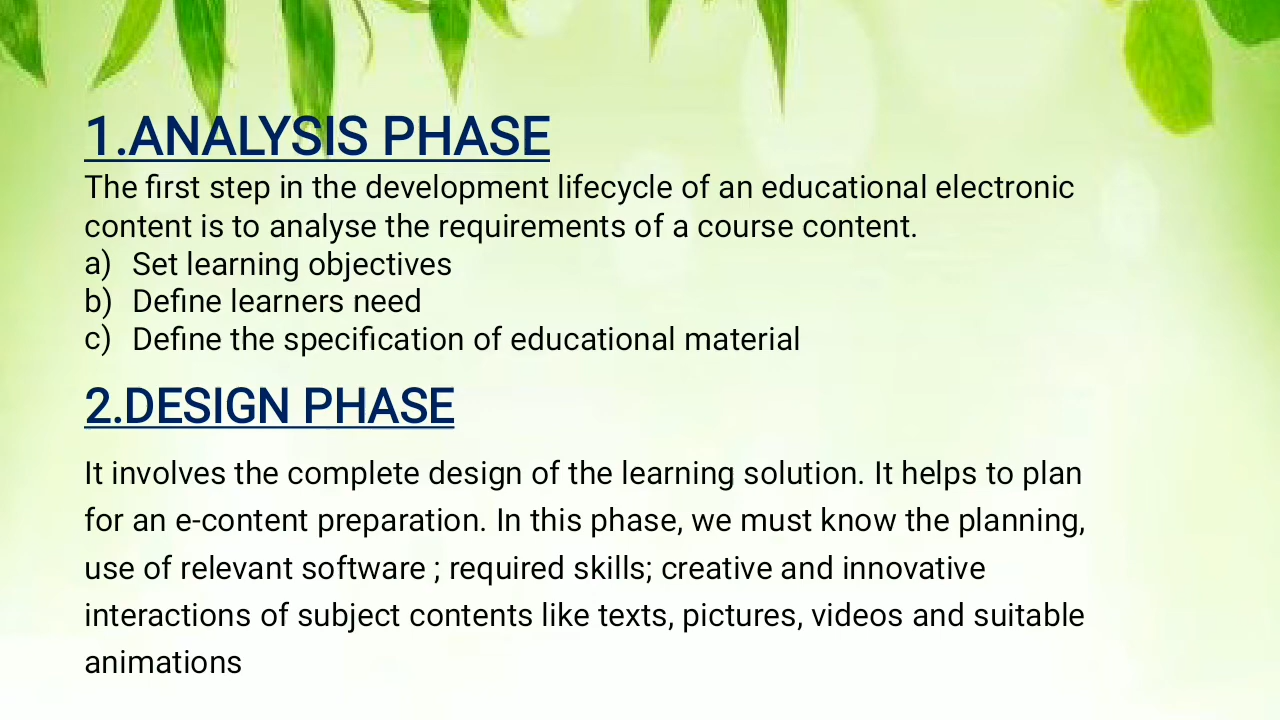 1.ANALYSIS PHASE
The first step in the development lifecycle of an educational electronic
content is to analyse the requirements of a course content.
a) Set learning objectives
b) Define learners need
c) Define the specification of educational material
2.DESIGN PHASE
It involves the complete design of the learning solution. It helps to plan
for an e-content preparation. In this phase, we must know the planning,
use of relevant software ; required skills; creative and innovative
interactions of subject contents like texts, pictures, videos and suitable
animations